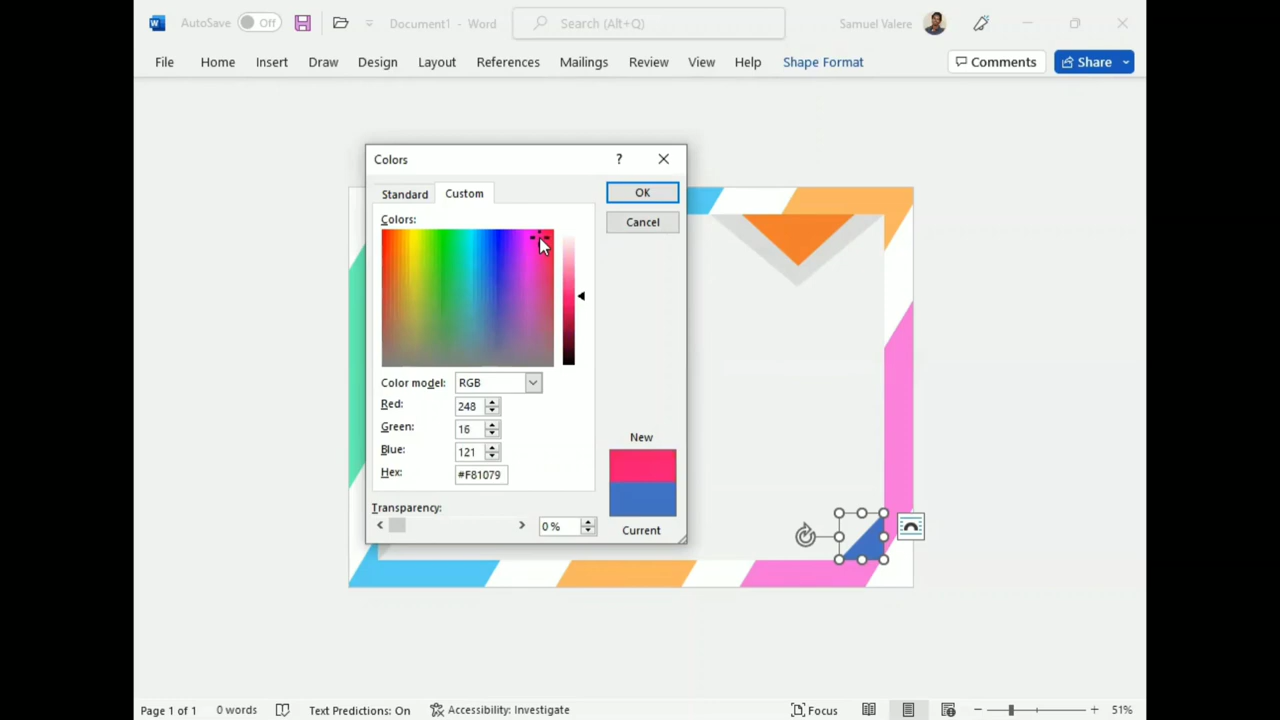 AutoSave Off Document1 - Word Search (Alt+Q) Samuel Valere
File Home Insert Draw Design Layout References Mailings Review View Help Shape Format Comments Share
Colors ?
Standard Custom OK
Cancel
Colors:
Color model: RGB
Red: 248
Green: 16
Blue: 121
Hex: #F81079
New
Current
Transparency:
0 %
Page 1 of 1 0 words Text Predictions: On Accessibility: Investigate Focus 51%